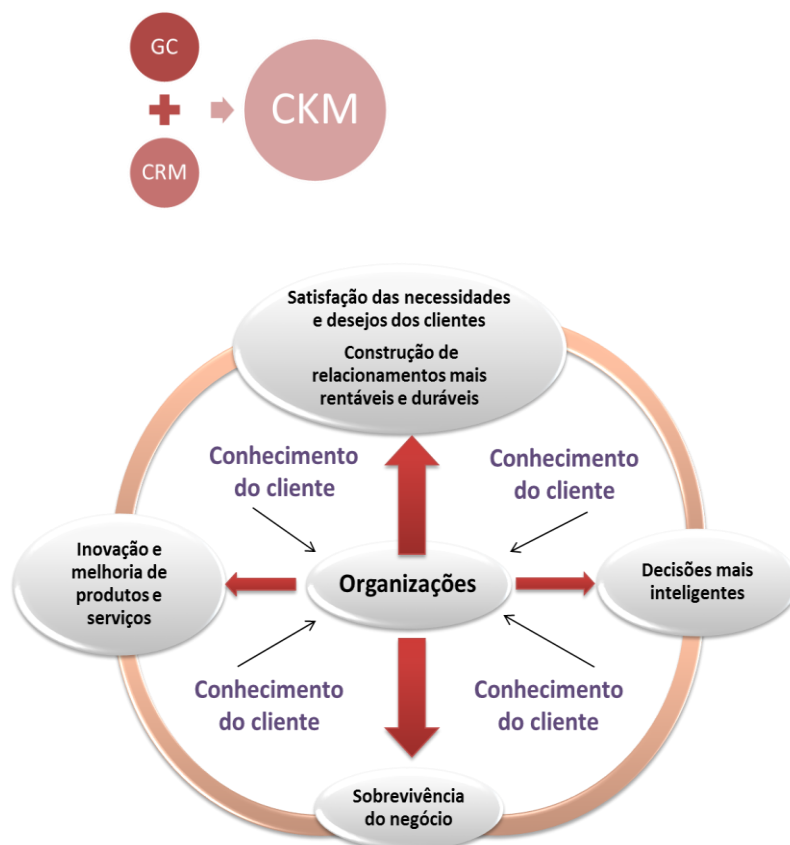 GC
CRM
CKM
Satisfação das necessidades
e desejos dos clientes
Construção de
relacionamentos mais
rentáveis e duráveis
Conhecimento
do cliente
Conhecimento
do cliente
Inovação e
melhoria de
produtos e
serviços
Organizações
Decisões mais
inteligentes
Conhecimento
do cliente
Conhecimento
do cliente
Sobrevivência
do negócio